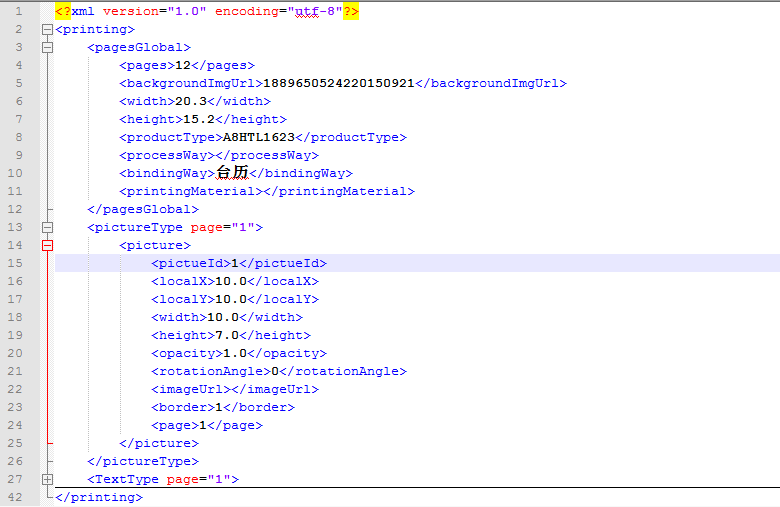 1 <?xml version="1.0" encoding="utf-8"?>
2 <printing>
3 <pagesGlobal>
4 <pages>12</pages>
5 <backgroundImgUrl>1889650524220150921</backgroundImgUrl>
6 <width>20.3</width>
7 <height>15.2</height>
8 <productType>A8HTL1623</productType>
9 <processWay></processWay>
10 <bindingWay>台历</bindingWay>
11 <printingMaterial></printingMaterial>
12 </pagesGlobal>
13 <pictureType page="1">
14 <picture>
15 <pictueId>1</pictueId>
16 <localX>10.0</localX>
17 <localY>10.0</localY>
18 <width>10.0</width>
19 <height>7.0</height>
20 <opacity>1.0</opacity>
21 <rotationAngle>0</rotationAngle>
22 <imageUrl></imageUrl>
23 <border>1</border>
24 <page>1</page>
25 </picture>
26 </pictureType>
27 <TextType page="1">
42 </printing>